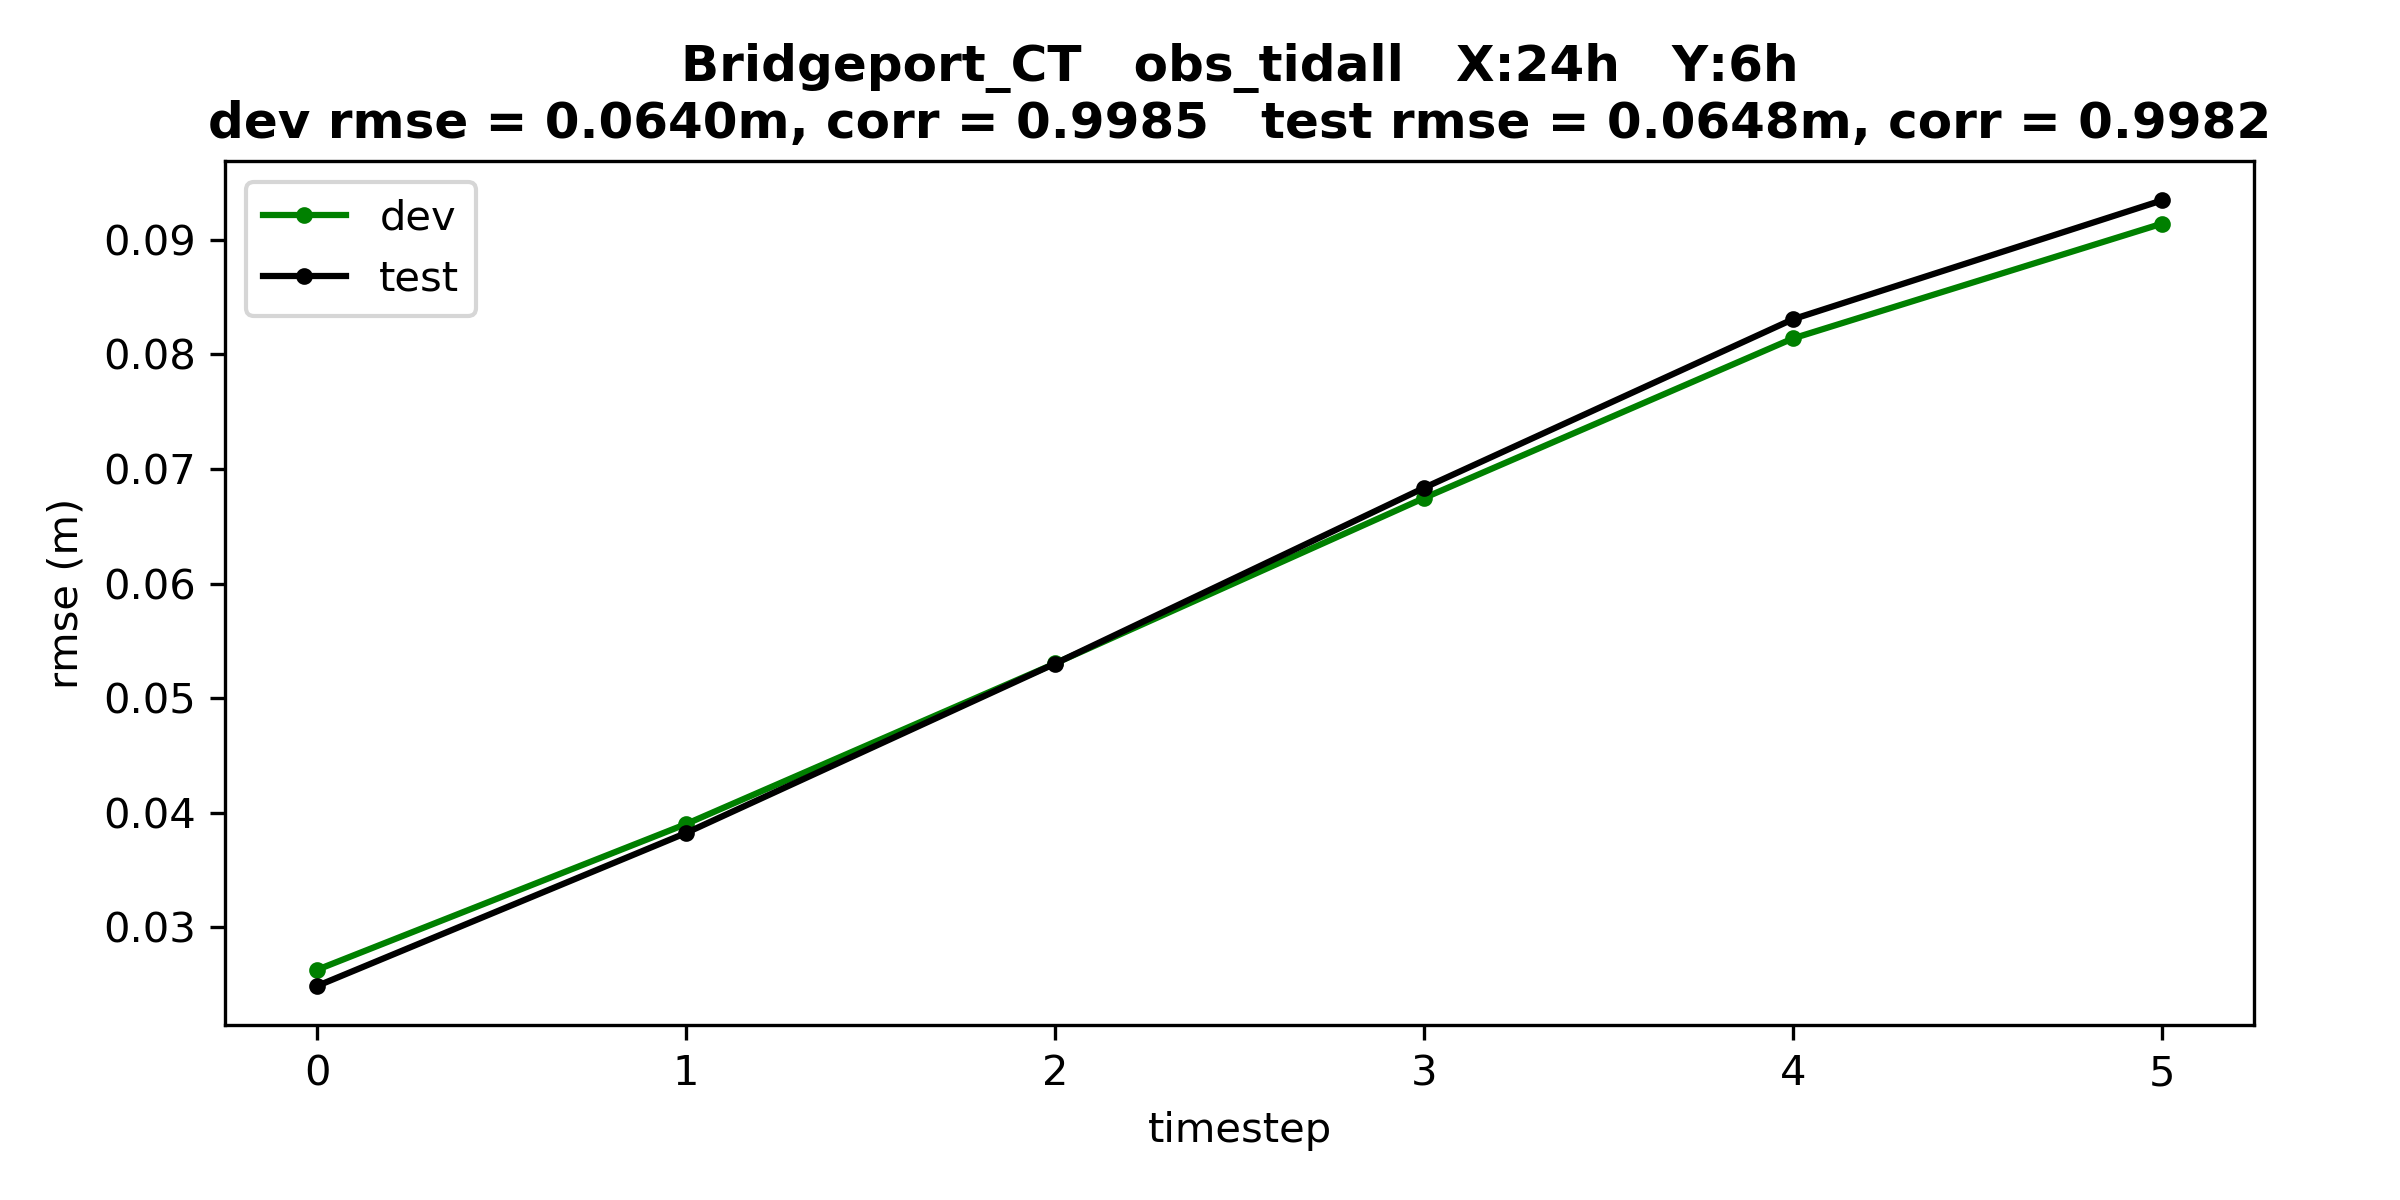 Bridgeport_CT   obs_tidall   X:24h   Y:6h
dev rmse = 0.0640m, corr = 0.9985   test rmse = 0.0648m, corr = 0.9982
dev
test
0.09
0.08
0.07
0.06
0.05
0.04
0.03
rmse (m)
0 1 2 3 4 5
timestep